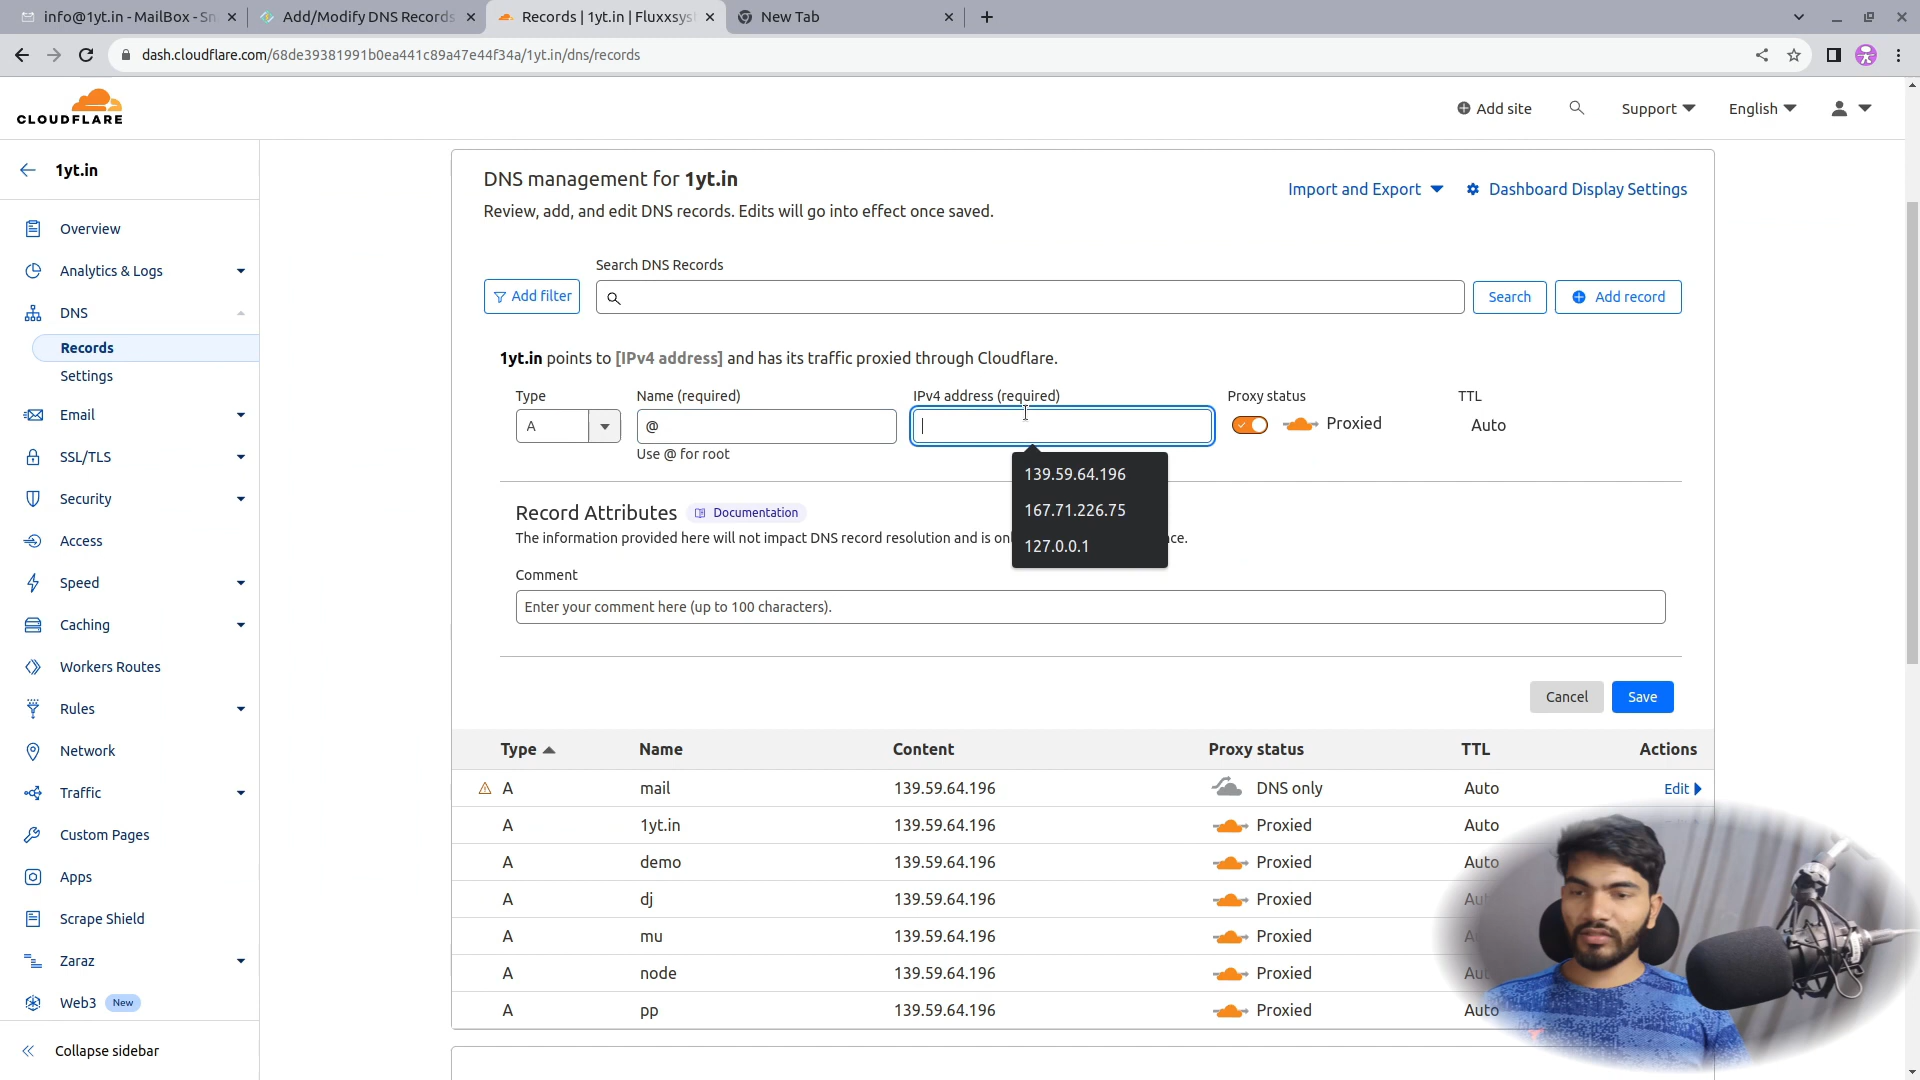 info@1yt.in - MailBox - Sn
Add/Modify DNS Records
Records | 1yt.in | Fluxxsys
New Tab
dash.cloudflare.com/68de39381991b0ea441c89a47e44f34a/1yt.in/dns/records
CLOUDFLARE
Add site
Support
English
1yt.in
Overview
Analytics & Logs
DNS
Records
Settings
Email
SSL/TLS
Security
Access
Speed
Caching
Workers Routes
Rules
Network
Traffic
Custom Pages
Apps
Scrape Shield
Zaraz
Web3 New
Collapse sidebar
DNS management for 1yt.in
Import and Export
Dashboard Display Settings
Review, add, and edit DNS records. Edits will go into effect once saved.
Search DNS Records
Add filter
Search
Add record
1yt.in points to [IPv4 address] and has its traffic proxied through Cloudflare.
Type Name (required) IPv4 address (required) Proxy status TTL
A @ Proxied Auto
Use @ for root
139.59.64.196
167.71.226.75
127.0.0.1
Record Attributes Documentation
The information provided here will not impact DNS record resolution and is onl ce.
Comment
Enter your comment here (up to 100 characters).
Cancel Save
Type Name Content Proxy status TTL Actions
A mail 139.59.64.196 DNS only Auto Edit
A 1yt.in 139.59.64.196 Proxied Auto
A demo 139.59.64.196 Proxied Auto
A dj 139.59.64.196 Proxied Au
A mu 139.59.64.196 Proxied A
A node 139.59.64.196 Proxied Au
A pp 139.59.64.196 Proxied Auto